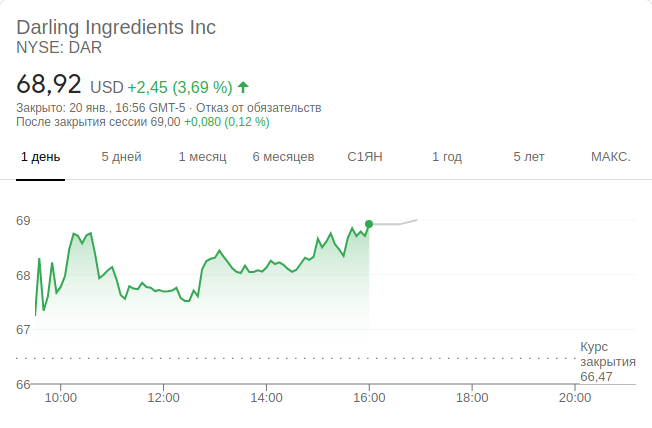 Darling Ingredients Inc
NYSE: DAR
68,92 USD +2,45 (3,69 %)
Закрыто: 20 янв., 16:56 GMT-5 · Отказ от обязательств
После закрытия сессии 69,00 +0,080 (0,12 %)
1 день 5 дней 1 месяц 6 месяцев С1ЯН 1 год 5 лет МАКС.
69
68
67
Курс
закрытия
66,47
66
10:00 12:00 14:00 16:00 18:00 20:00